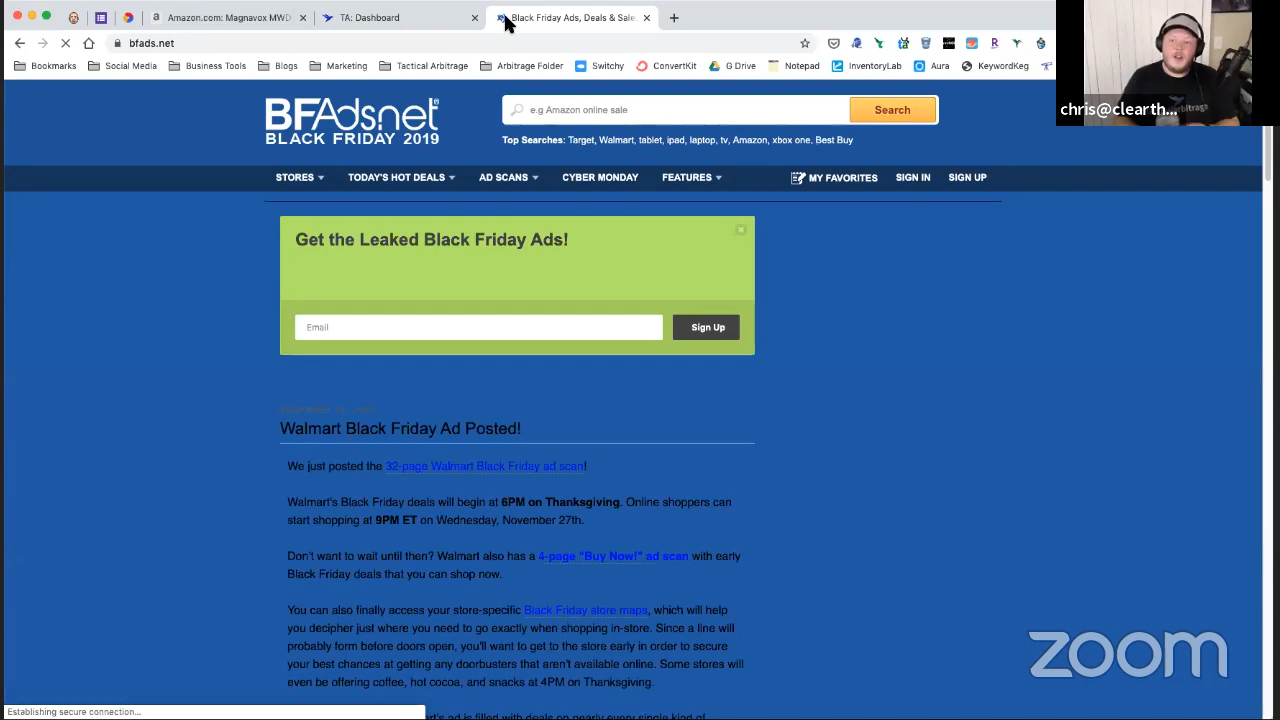 Amazon.com: Magnavox MWD
TA: Dashboard
Black Friday Ads, Deals & Sale
bfads.net
Bookmarks
Social Media
Business Tools
Blogs
Marketing
Tactical Arbitrage
Arbitrage Folder
Switchy
ConvertKit
G Drive
Notepad
InventoryLab
Aura
KeywordKeg
chris@clearth...
BFAdsnet
BLACK FRIDAY 2019
e.g Amazon online sale
Search
Top Searches: Target, Walmart, tablet, ipad, laptop, tv, Amazon, xbox one, Best Buy
STORES
TODAY'S HOT DEALS
AD SCANS
CYBER MONDAY
FEATURES
MY FAVORITES
SIGN IN
SIGN UP
Get the Leaked Black Friday Ads!
Email
Sign Up
Walmart Black Friday Ad Posted!
We just posted the 32-page Walmart Black Friday ad scan!
Walmart's Black Friday deals will begin at 6PM on Thanksgiving. Online shoppers can
start shopping at 9PM ET on Wednesday, November 27th.
Don't want to wait until then? Walmart also has a 4-page "Buy Now!" ad scan with early
Black Friday deals that you can shop now.
You can also finally access your store-specific Black Friday store maps, which will help
you decipher just where you need to go exactly when shopping in-store. Since a line will
probably form before doors open, you'll want to get to the store early in order to secure
your best chances at getting any doorbusters that aren't available online. Some stores will
even be offering coffee, hot cocoa, and snacks at 4PM on Thanksgiving.
ad is filled with deals on nearly every single kind of
Establishing secure connection...
zoom